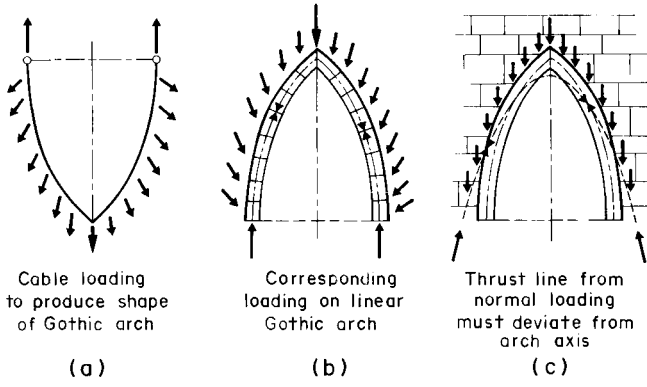 Cable loading
to produce shape
of Gothic arch
(a)
Corresponding
loading on linear
Gothic arch
(b)
Thrust line from
normal loading
must deviate from
arch axis
(c)